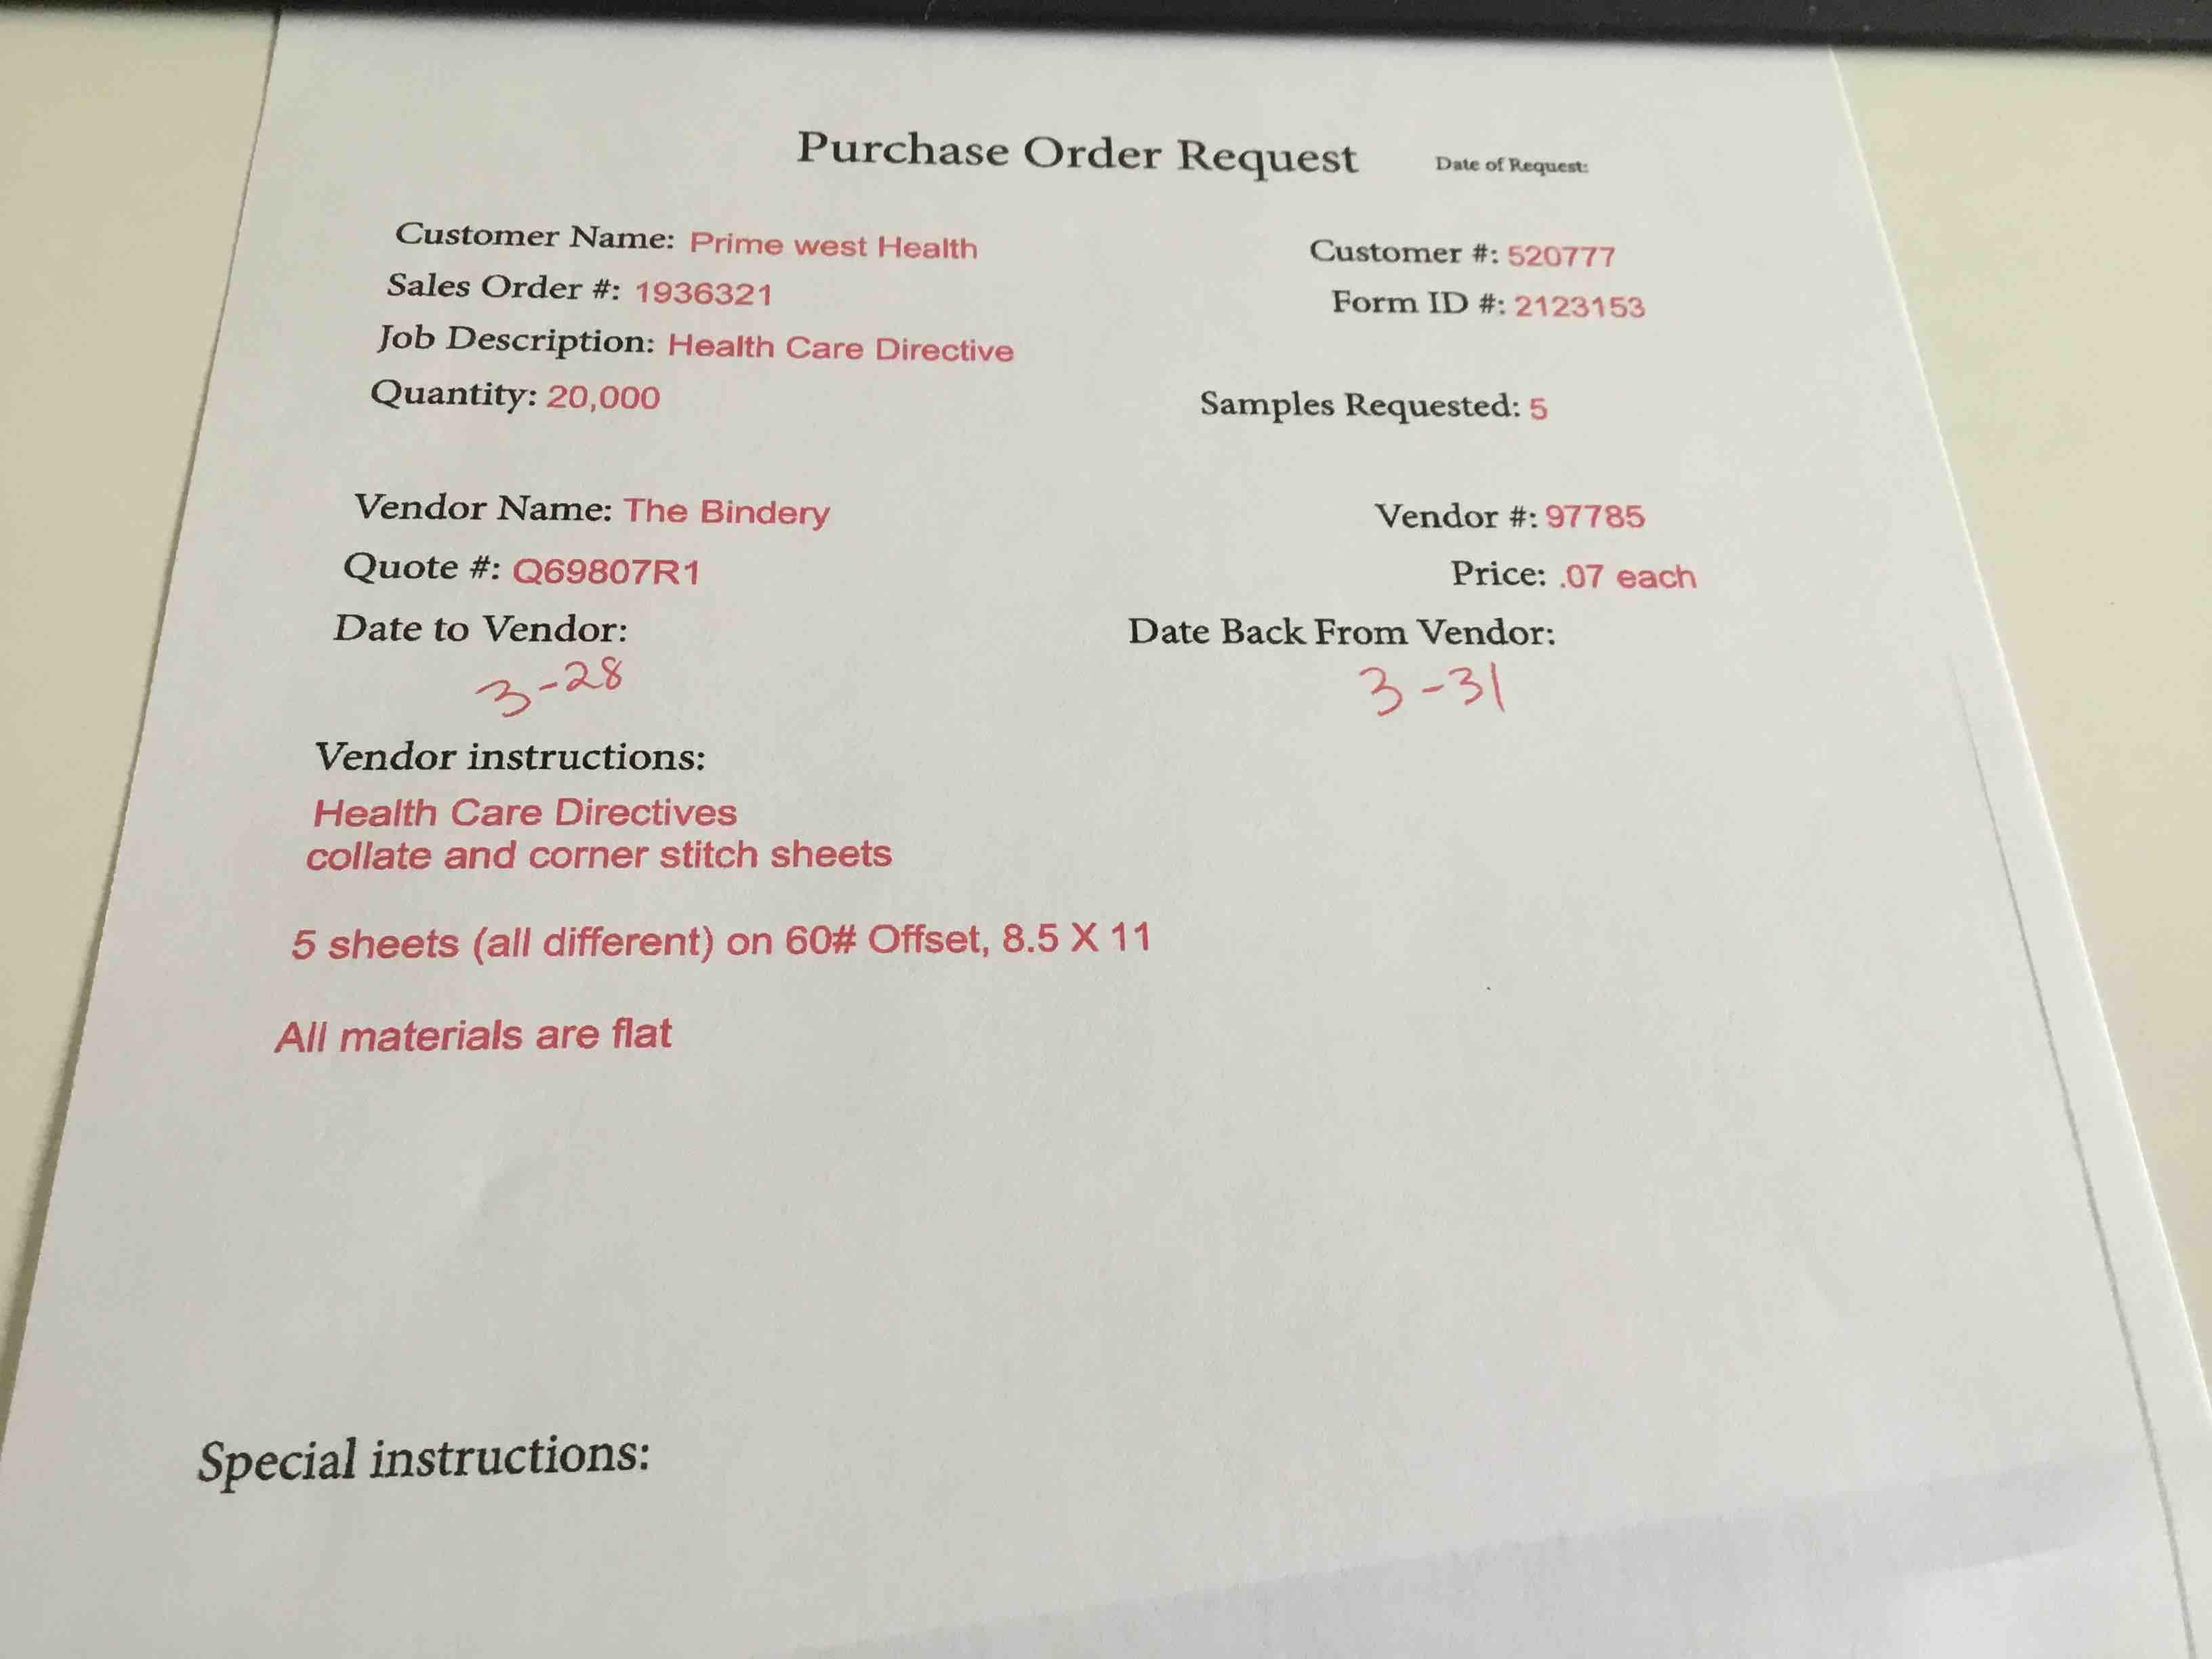 Purchase Order Request Date of Request:
Customer Name: Prime west Health Customer #: 520777
Sales Order #: 1936321 Form ID #: 2123153
Job Description: Health Care Directive
Quantity: 20,000 Samples Requested: 5
Vendor Name: The Bindery Vendor #: 97785
Quote #: Q69807R1 Price: .07 each
Date to Vendor: Date Back From Vendor:
3-28 3-31
Vendor instructions:
Health Care Directives
collate and corner stitch sheets
5 sheets (all different) on 60# Offset, 8.5 X 11
All materials are flat
Special instructions: